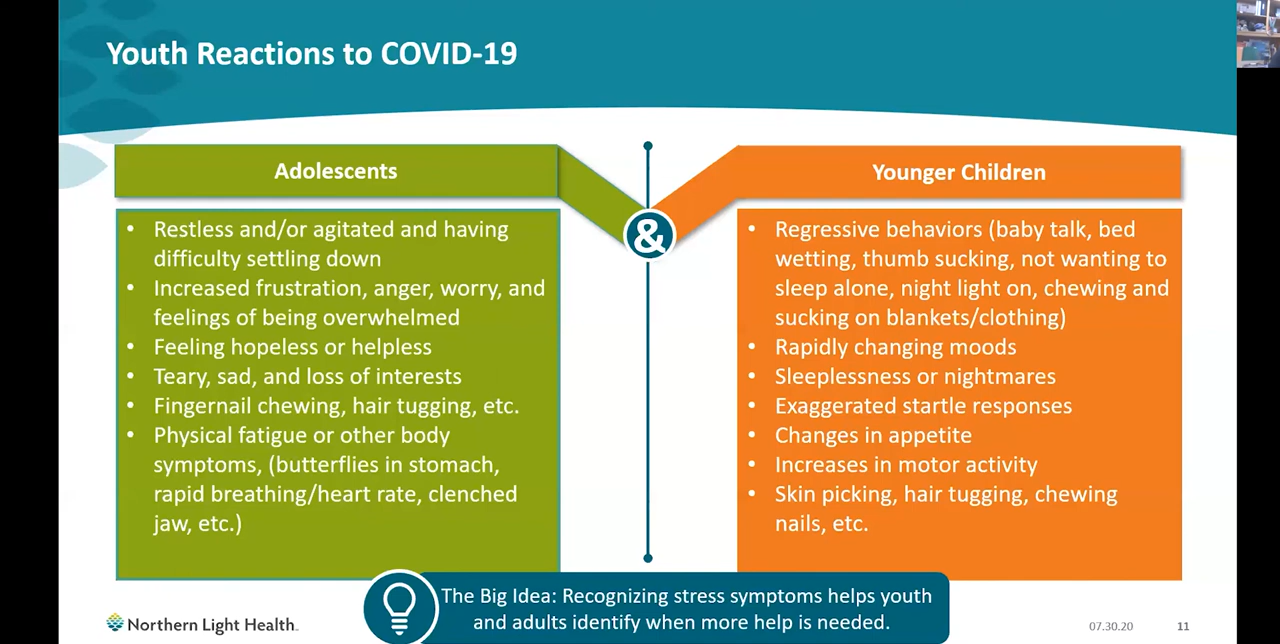 Youth Reactions to COVID-19
Adolescents
• Restless and/or agitated and having
difficulty settling down
• Increased frustration, anger, worry, and
feelings of being overwhelmed
• Feeling hopeless or helpless
• Teary, sad, and loss of interests
• Fingernail chewing, hair tugging, etc.
• Physical fatigue or other body
symptoms, (butterflies in stomach,
rapid breathing/heart rate, clenched
jaw, etc.)
&
Younger Children
• Regressive behaviors (baby talk, bed
wetting, thumb sucking, not wanting to
sleep alone, night light on, chewing and
sucking on blankets/clothing)
• Rapidly changing moods
• Sleeplessness or nightmares
• Exaggerated startle responses
• Changes in appetite
• Increases in motor activity
• Skin picking, hair tugging, chewing
nails, etc.
The Big Idea: Recognizing stress symptoms helps youth
and adults identify when more help is needed.
Northern Light Health
07.30.20
11